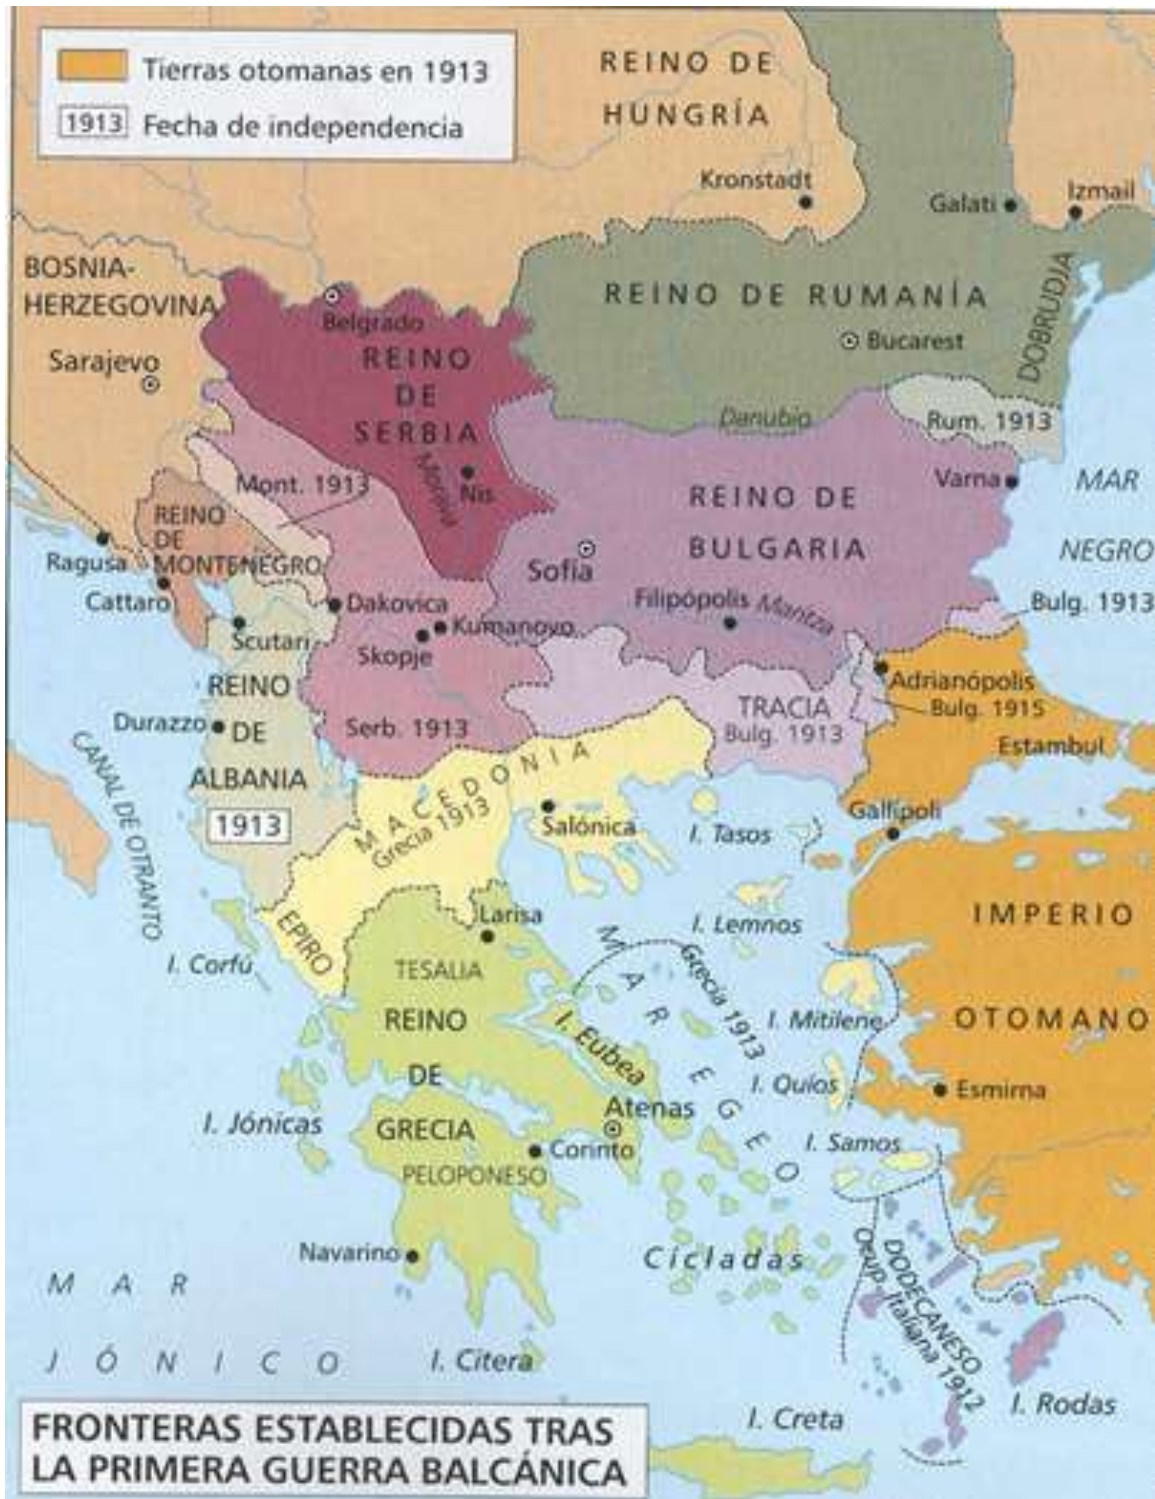 Tierras otomanas en 1913
1913 Fecha de independencia
REINO DE
HUNGRÍA
Kronstadt
Galati
Izmail
BOSNIA-
HERZEGOVINA
Sarajevo
Belgrado
REINO
DE
SERBIA
Morava
Nis
REINO DE RUMANÍA
Bucarest
DOBRUDJA
Danubio
Rum. 1913
Varna
MAR
NEGRO
Mont. 1913
REINO
DE
MONTENEGRO
Ragusa
Cattaro
REINO DE
BULGARIA
Sofía
Filipópolis
Maritza
Bulg. 1913
Dakovica
Kumanovo
Skopje
Scutari
Serb. 1913
REINO
DE
ALBANIA
1913
Durazzo
CANAL DE OTRANTO
TRACIA
Bulg. 1913
Adrianópolis
Bulg. 1915
Estambul
Gallípoli
MACEDONIA
Grecia 1913
Salónica
I. Tasos
I. Lemnos
EPIRO
Larisa
TESALIA
I. Corfú
MAR EGEO
Grecia 1913
I. Mitilene
IMPERIO
OTOMANO
REINO
DE
GRECIA
I. Eubea
I. Quíos
Esmirna
Atenas
I. Jónicas
Corinto
PELOPONESO
I. Samos
Navarino
Cícladas
DODECANESO
Ocup. Italiana 1912
MAR
JÓNICO
I. Citera
I. Creta
I. Rodas
FRONTERAS ESTABLECIDAS TRAS
LA PRIMERA GUERRA BALCÁNICA